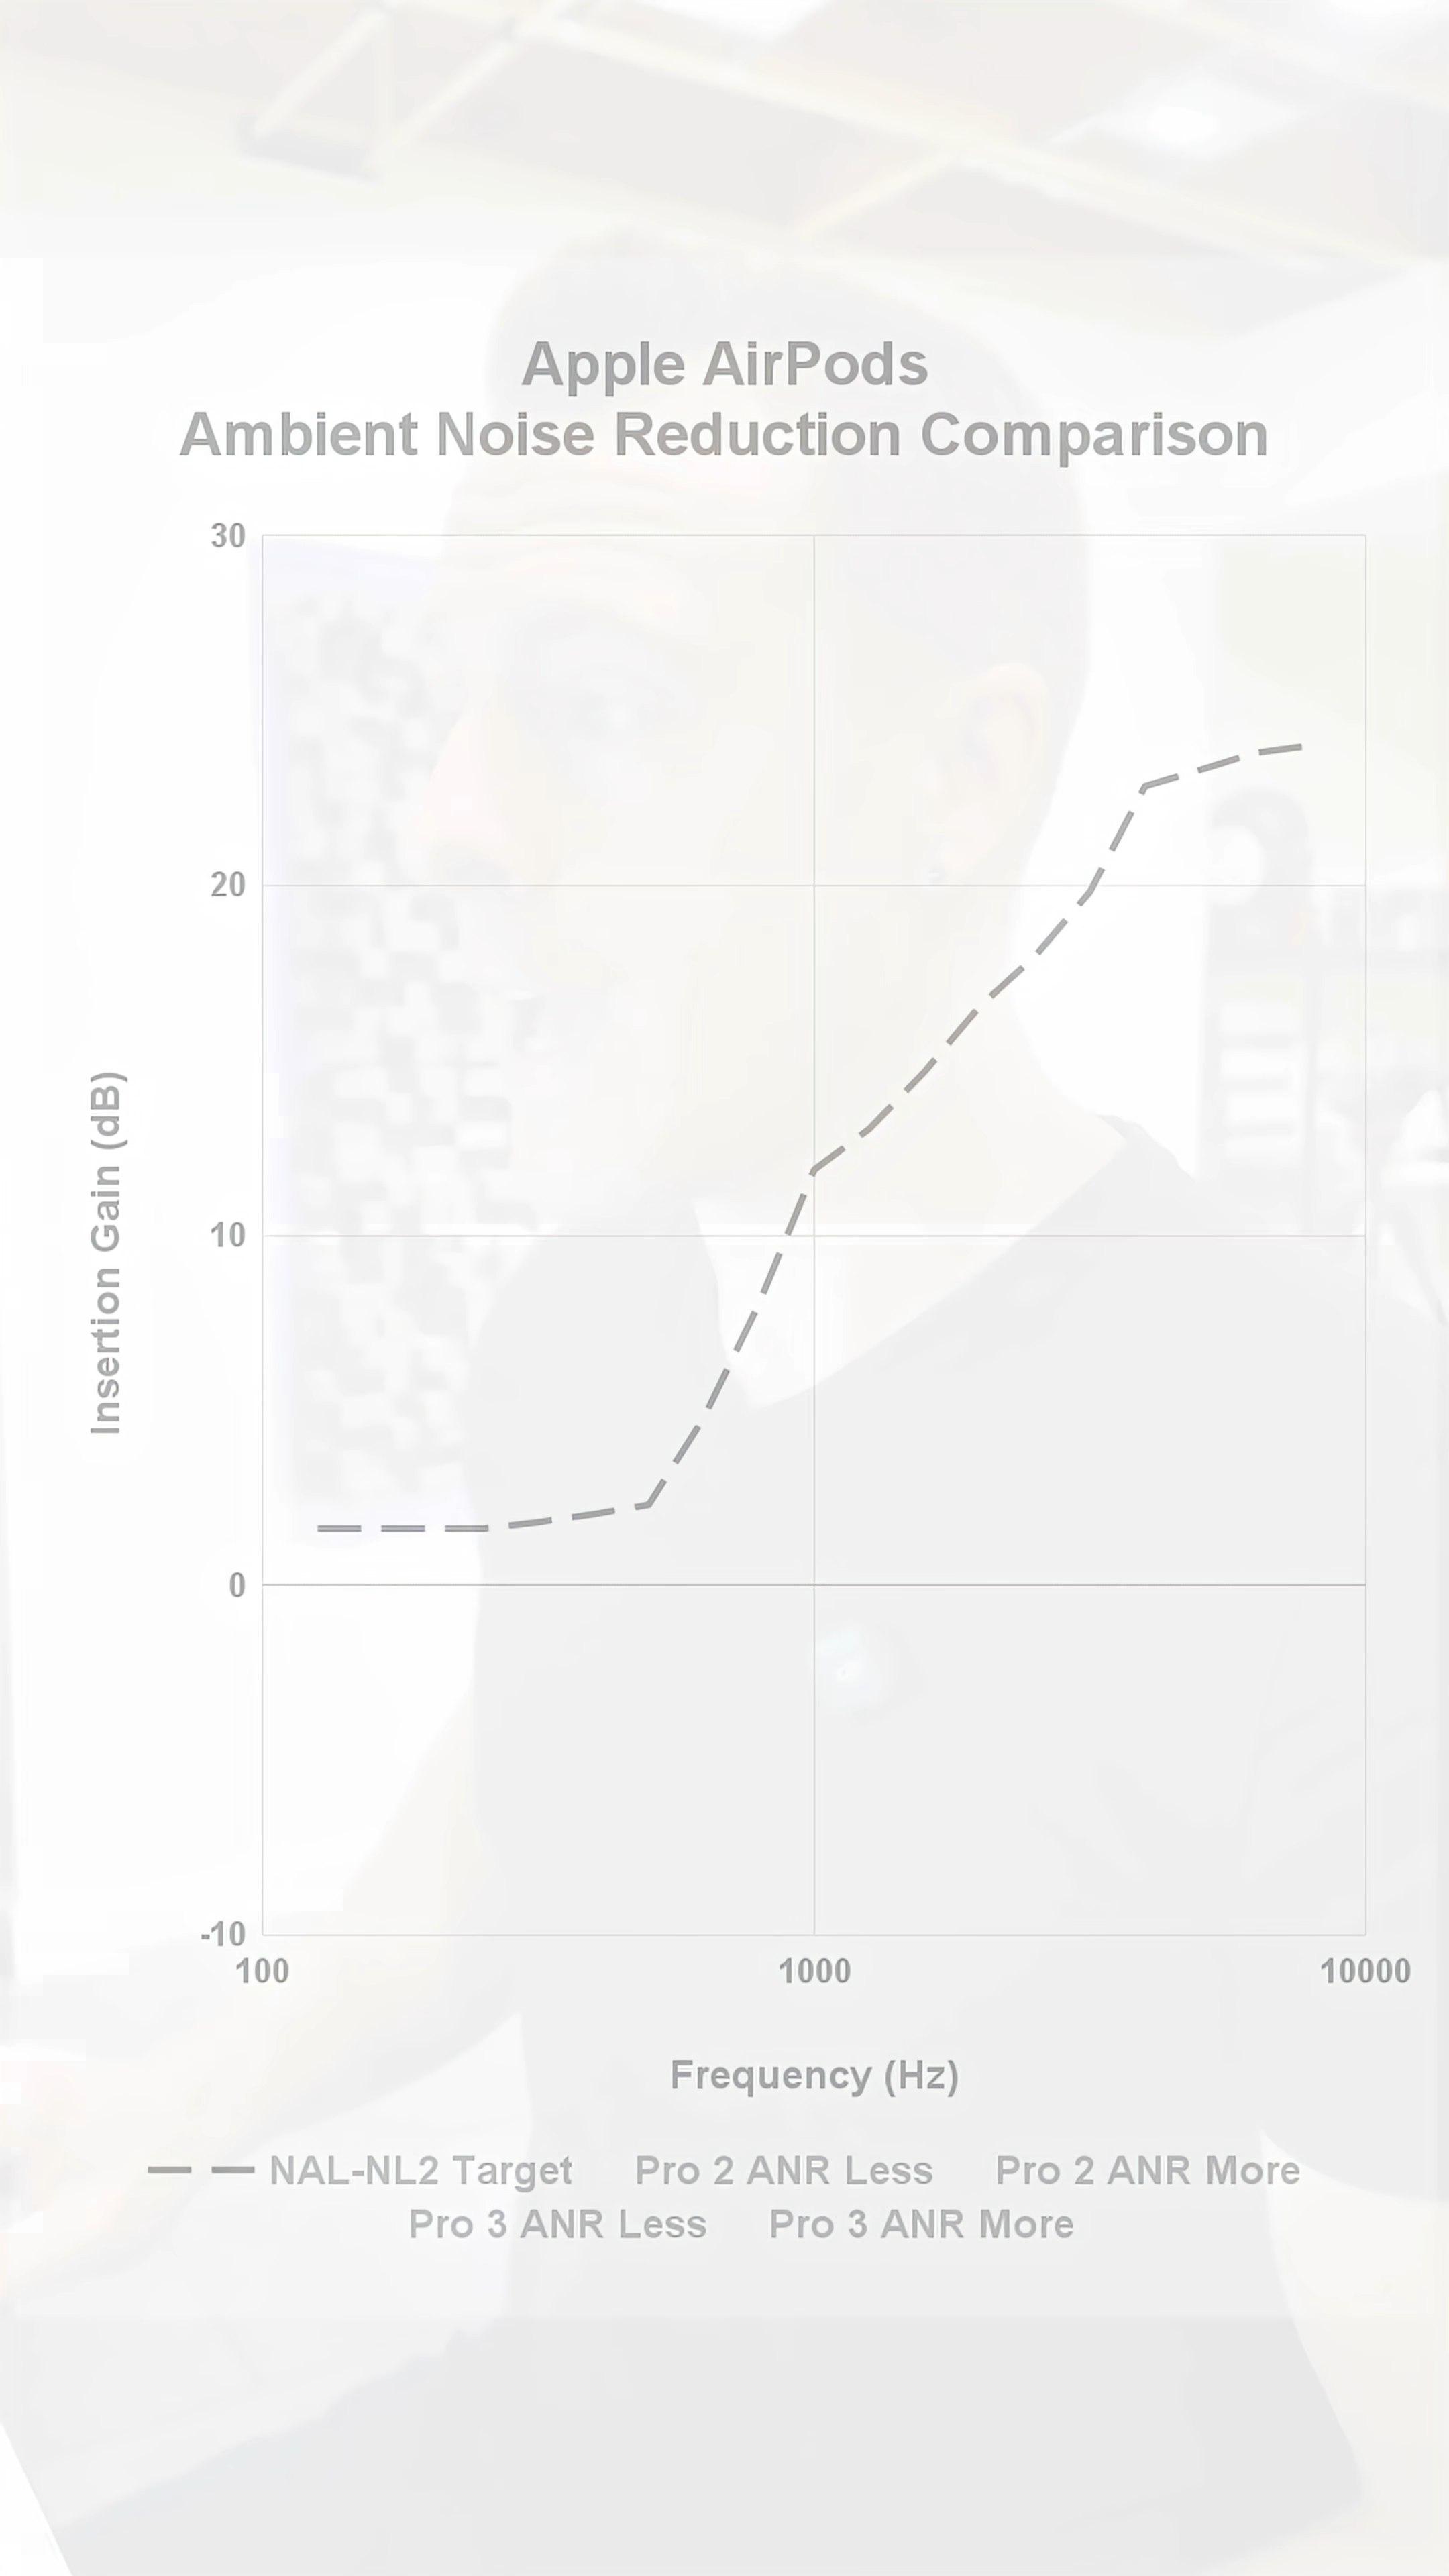 Apple AirPods
Ambient Noise Reduction Comparison
30
20
10
0
-10
Insertion Gain (dB)
100 1000 10000
Frequency (Hz)
NAL-NL2 Target Pro 2 ANR Less Pro 2 ANR More
Pro 3 ANR Less Pro 3 ANR More